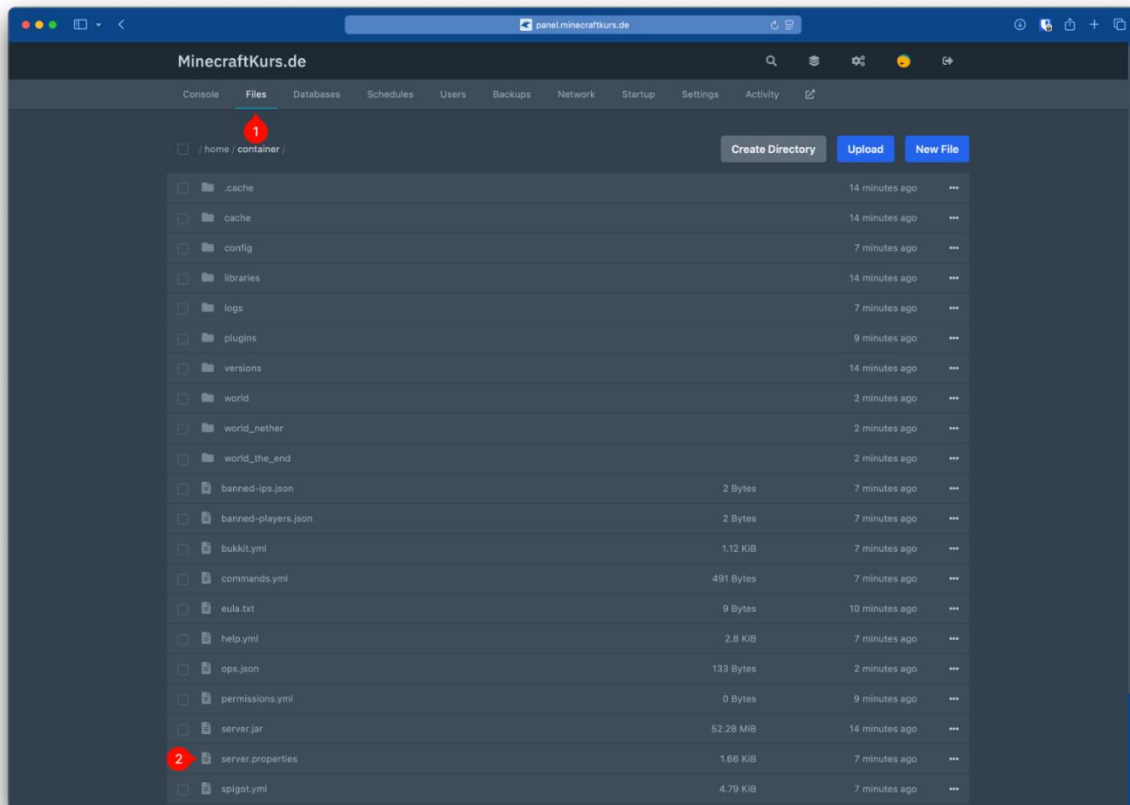 panel.minecraftkurs.de
MinecraftKurs.de
Console Files Databases Schedules Users Backups Network Startup Settings Activity
1
/ home / container /
Create Directory Upload New File
.cache 14 minutes ago
cache 14 minutes ago
config 7 minutes ago
libraries 14 minutes ago
logs 7 minutes ago
plugins 9 minutes ago
versions 14 minutes ago
world 2 minutes ago
world_nether 2 minutes ago
world_the_end 2 minutes ago
banned-ips.json 2 Bytes 7 minutes ago
banned-players.json 2 Bytes 7 minutes ago
bukkit.yml 1.12 KiB 7 minutes ago
commands.yml 491 Bytes 7 minutes ago
eula.txt 9 Bytes 10 minutes ago
help.yml 2.8 KiB 7 minutes ago
ops.json 133 Bytes 2 minutes ago
permissions.yml 0 Bytes 9 minutes ago
server.jar 52.28 MiB 14 minutes ago
2 server.properties 1.66 KiB 7 minutes ago
spigot.yml 4.79 KiB 7 minutes ago